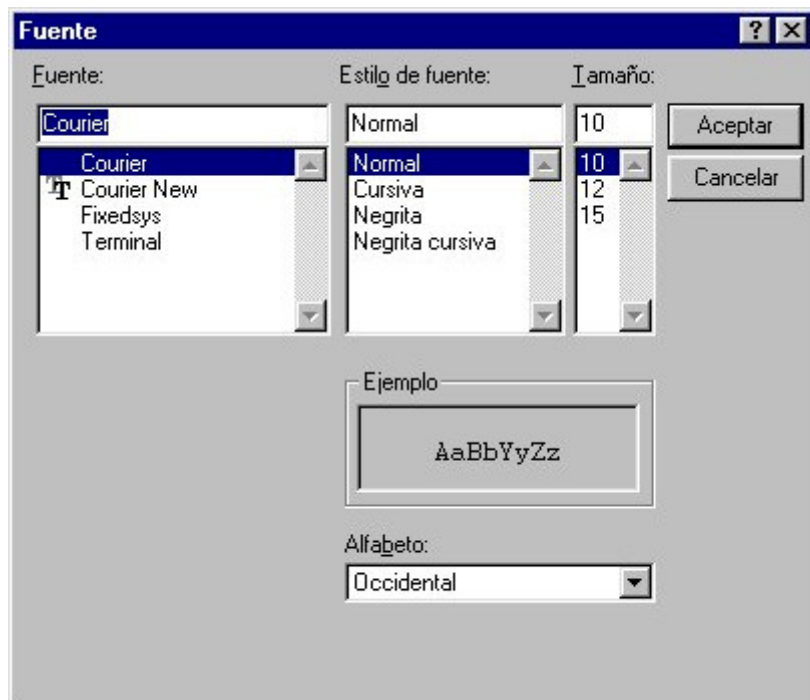 Fuente
Fuente: Estilo de fuente: Tamaño:
Courier Normal 10 Aceptar
Courier Normal 10
Courier New Cursiva 12 Cancelar
Fixedsys Negrita 15
Terminal Negrita cursiva
Ejemplo
AaBbYyZz
Alfabeto:
Occidental